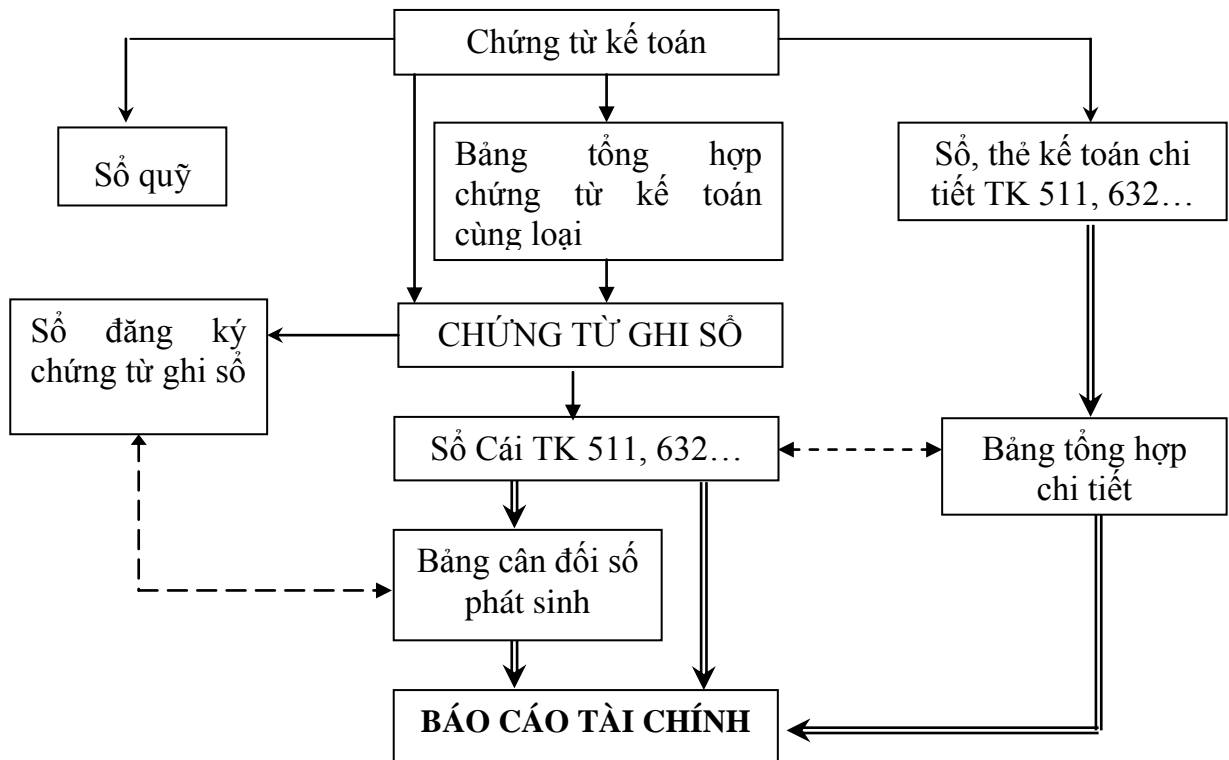 Chứng từ kế toán
Sổ quỹ
Bảng tổng hợp
chứng từ kế toán
cùng loại
Sổ, thẻ kế toán chi
tiết TK 511, 632…
Sổ đăng ký
chứng từ ghi sổ
CHỨNG TỪ GHI SỔ
Sổ Cái TK 511, 632…
Bảng tổng hợp
chi tiết
Bảng cân đối số
phát sinh
BÁO CÁO TÀI CHÍNH